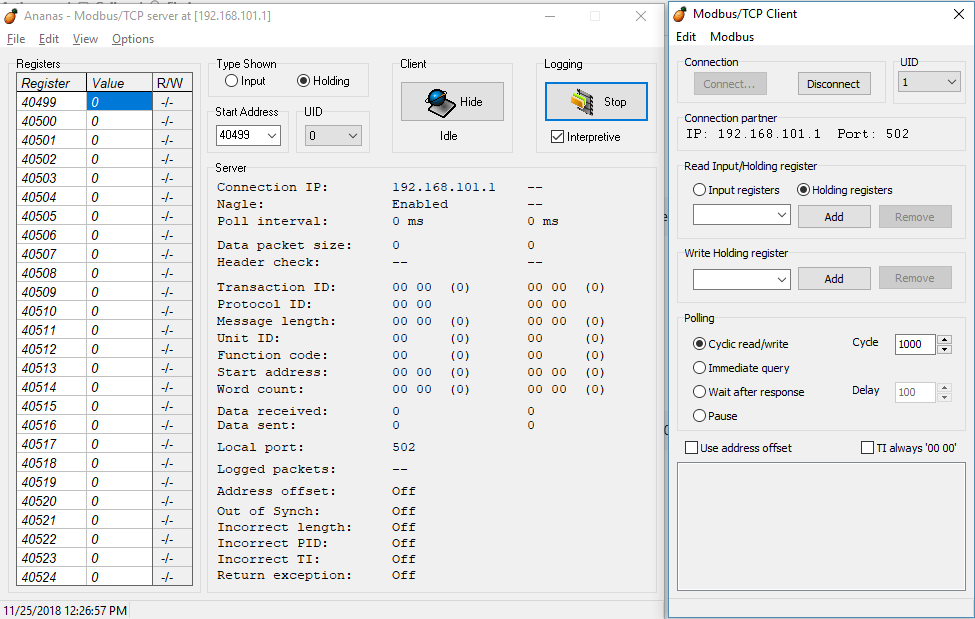 Ananas - Modbus/TCP server at [192.168.101.1]
File Edit View Options
Registers
Register Value R/W
40499 0 -/-
40500 0 -/-
40501 0 -/-
40502 0 -/-
40503 0 -/-
40504 0 -/-
40505 0 -/-
40506 0 -/-
40507 0 -/-
40508 0 -/-
40509 0 -/-
40510 0 -/-
40511 0 -/-
40512 0 -/-
40513 0 -/-
40514 0 -/-
40515 0 -/-
40516 0 -/-
40517 0 -/-
40518 0 -/-
40519 0 -/-
40520 0 -/-
40521 0 -/-
40522 0 -/-
40523 0 -/-
40524 0 -/-
Type Shown
Input Holding
Start Address
40499
UID
0
Client
Hide
Idle
Logging
Stop
Interpretive
Server
Connection IP: 192.168.101.1 --
Nagle: Enabled --
Poll interval: 0 ms 0 ms
Data packet size: 0 0
Header check: -- --
Transaction ID: 00 00 (0) 00 00 (0)
Protocol ID: 00 00 00 00
Message length: 00 00 (0) 00 00 (0)
Unit ID: 00 (0) 00 (0)
Function code: 00 (0) 00 (0)
Start address: 00 00 (0) 00 00 (0)
Word count: 00 00 (0) 00 00 (0)
Data received: 0 0
Data sent: 0 0
Local port: 502
Logged packets: --
Address offset: Off
Out of Synch: Off
Incorrect length: Off
Incorrect PID: Off
Incorrect TI: Off
Return exception: Off
11/25/2018 12:26:57 PM
Modbus/TCP Client
Edit Modbus
Connection
Connect... Disconnect
UID
1
Connection partner
IP: 192.168.101.1 Port: 502
Read Input/Holding register
Input registers Holding registers
Add Remove
Write Holding register
Add Remove
Polling
Cyclic read/write Cycle 1000
Immediate query
Wait after response Delay 100
Pause
Use address offset TI always '00 00'